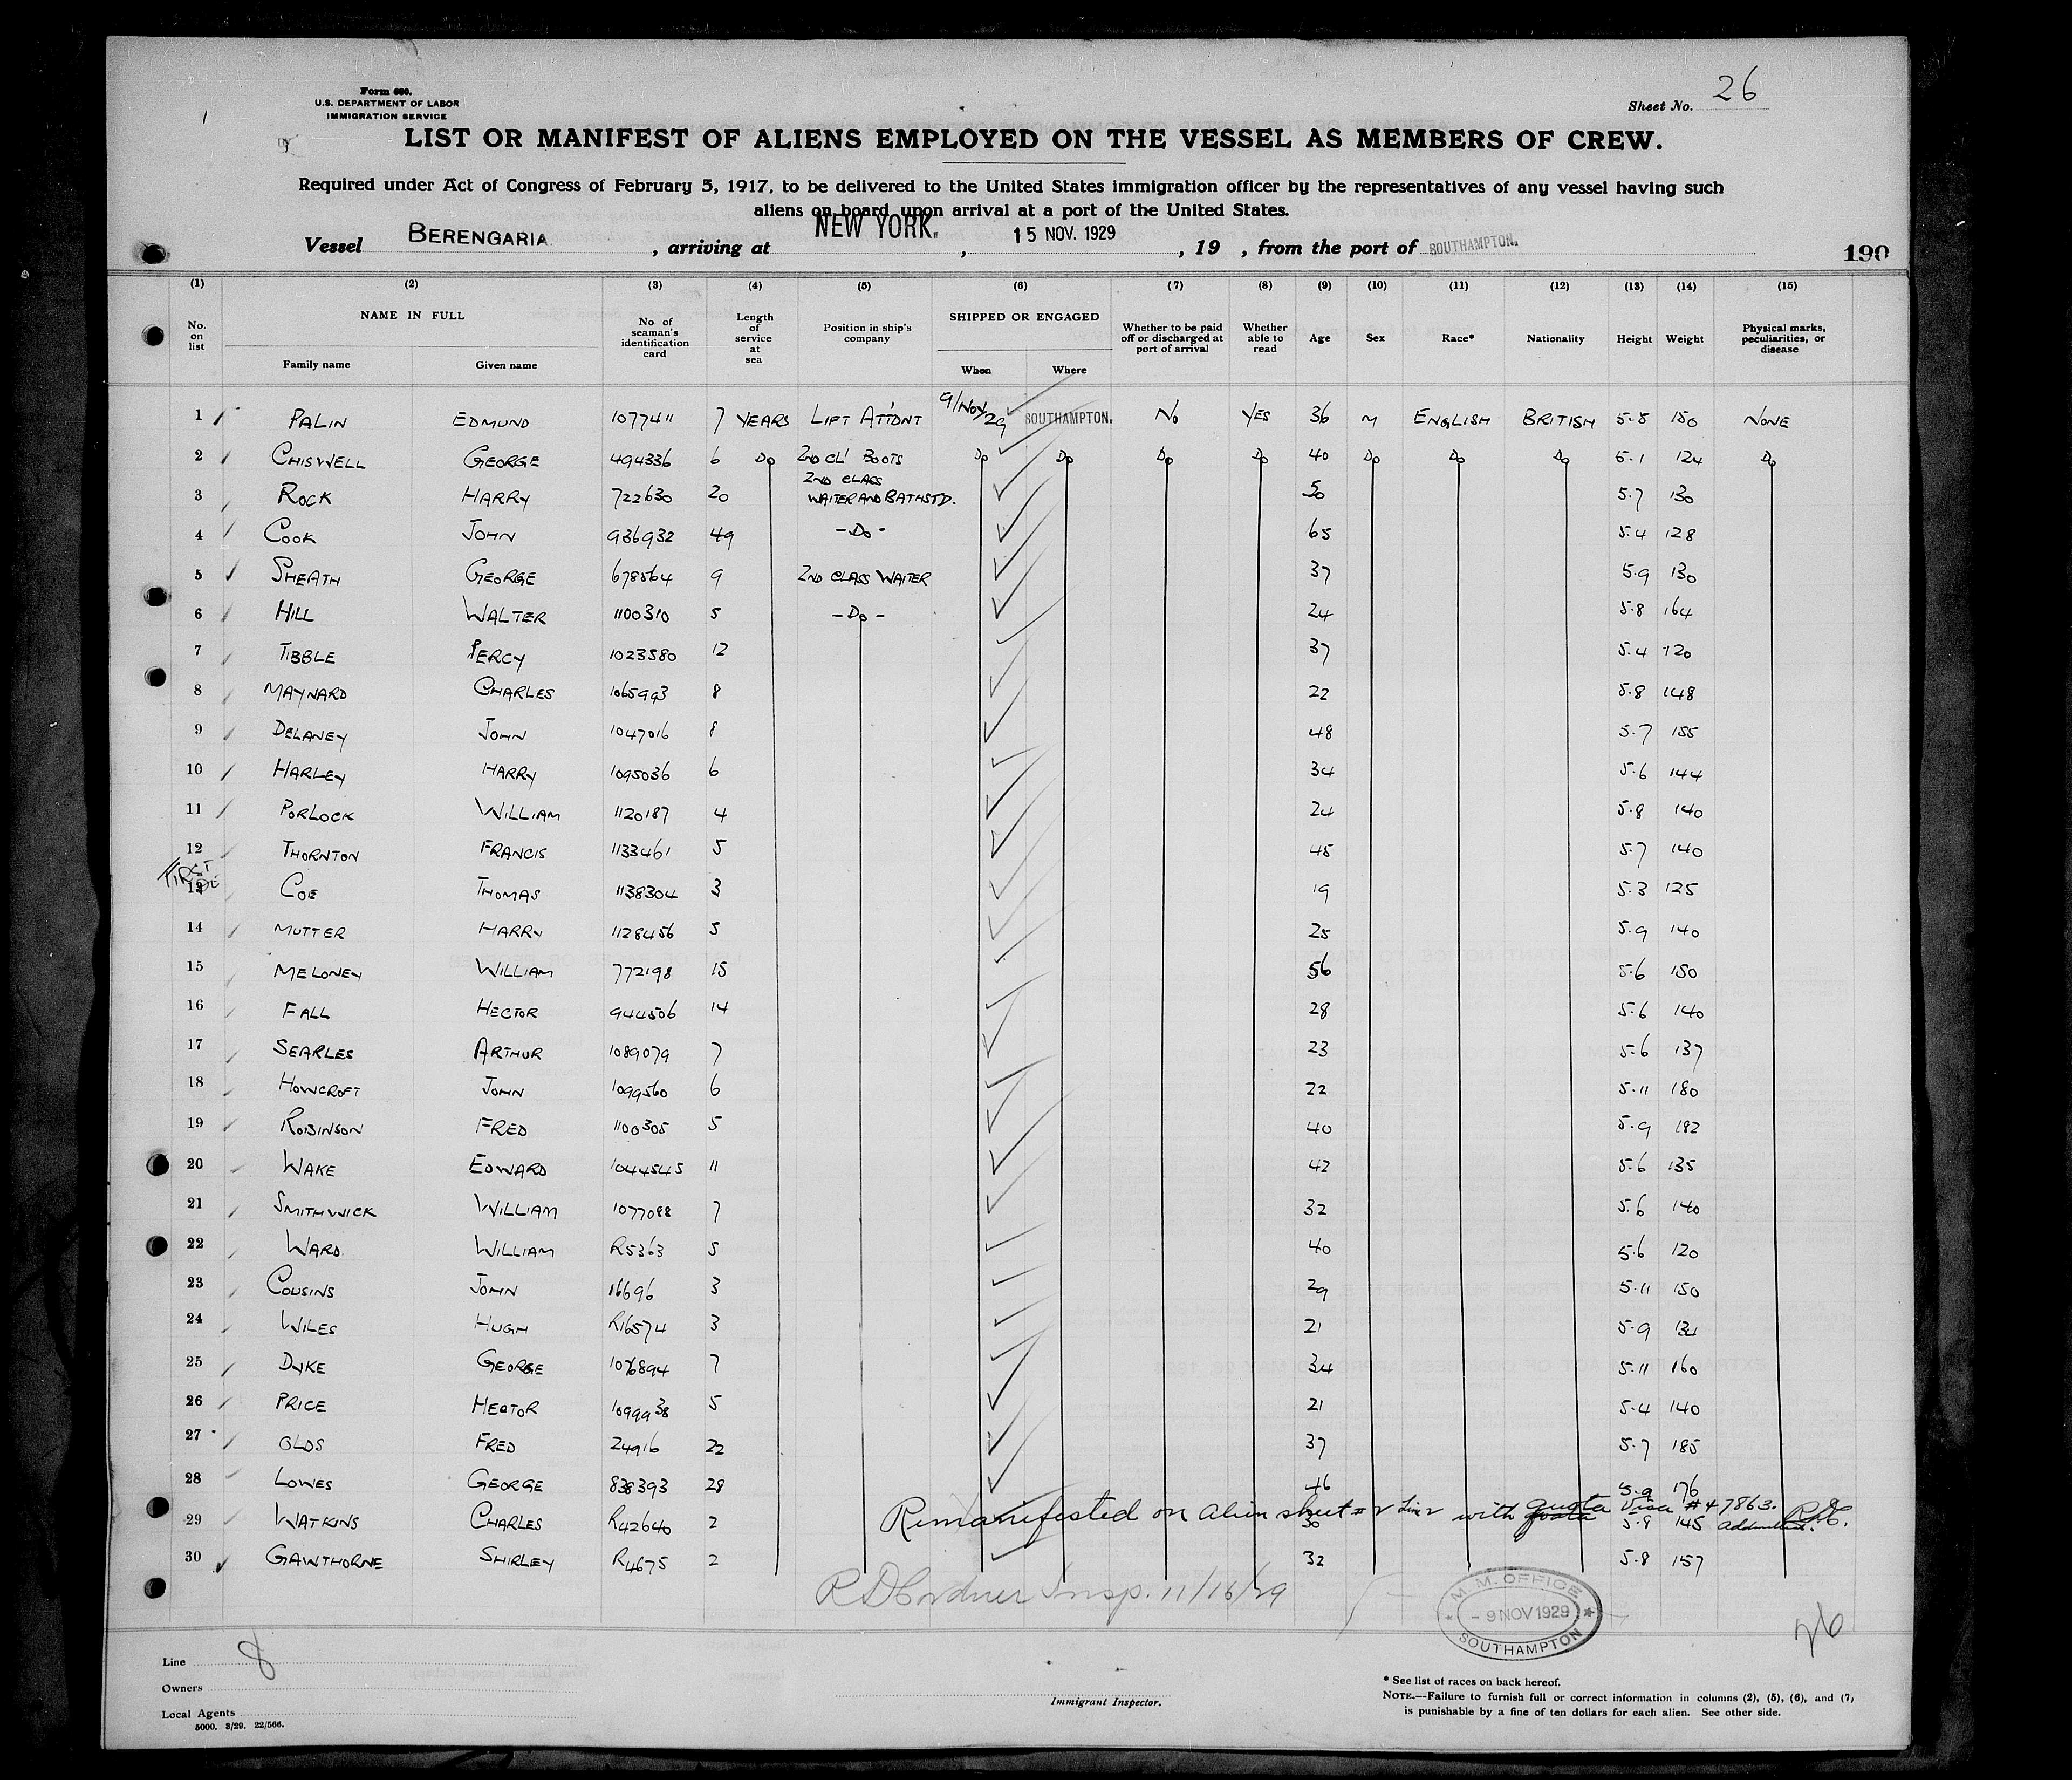 Form 680.
U.S. DEPARTMENT OF LABOR
IMMIGRATION SERVICE
Sheet No. 26
LIST OR MANIFEST OF ALIENS EMPLOYED ON THE VESSEL AS MEMBERS OF CREW.
Required under Act of Congress of February 5, 1917, to be delivered to the United States immigration officer by the representatives of any vessel having such
aliens on board upon arrival at a port of the United States.
Vessel BERENGARIA , arriving at NEW YORK. , 15 NOV. 1929 , 19 , from the port of SOUTHAMPTON. 190
(1) (2) (3) (4) (5) (6) (7) (8) (9) (10) (11) (12) (13) (14) (15)
No. on list NAME IN FULL Family name Given name No. of seaman's identification card Length of service at sea Position in ship's company SHIPPED OR ENGAGED When Where Whether to be paid off or discharged at port of arrival Whether able to read Age Sex Race* Nationality Height Weight Physical marks, peculiarities, or disease
1 PALIN EDMUND 1077411 7 YEARS LIFT ATTDNT 9/Nov/29 SOUTHAMPTON. No YES 36 M ENGLISH BRITISH 5.8 150 NONE
2 CHISWELL GEORGE 494336 6 Do 2ND CL' BOOTS Do Do Do Do 40 Do Do Do 5.1 124 Do
3 ROCK HARRY 722630 20 2ND CLASS WAITER AND BATHSTD. 50 5.7 130
4 COOK JOHN 936932 49 -Do- 65 5.4 128
5 SHEATH GEORGE 678564 9 2ND CLASS WAITER 37 5.9 130
6 HILL WALTER 1100310 5 -Do- 24 5.8 164
7 TIBBLE PERCY 1023580 12 37 5.4 120
8 MAYNARD CHARLES 1065993 8 22 5.8 148
9 DELANEY JOHN 1047016 8 48 5.7 155
10 HARLEY HARRY 1095036 6 34 5.6 144
11 PORLOCK WILLIAM 1120187 4 24 5.8 140
12 THORNTON FRANCIS 1133461 5 45 5.7 140
FIRST
13 COE THOMAS 1138304 3 19 5.3 125
14 MUTTER HARRY 1128456 5 25 5.9 140
15 MELONEY WILLIAM 772198 15 56 5.6 150
16 FALL HECTOR 944506 14 28 5.6 140
17 SEARLES ARTHUR 1089079 7 23 5.6 137
18 HOWCROFT JOHN 1099560 6 22 5.11 180
19 ROBINSON FRED 1100305 5 40 5.9 182
20 WAKE EDWARD 1044545 11 42 5.6 135
21 SMITHWICK WILLIAM 1077088 7 32 5.6 140
22 WARD. WILLIAM R5363 5 40 5.6 120
23 COUSINS JOHN 16696 3 29 5.11 150
24 WILES HUGH R16574 3 21 5.9 134
25 DYKE GEORGE 1076894 7 34 5.11 160
26 PRICE HECTOR 1099938 5 21 5.4 140
27 OLDS FRED 24916 22 37 5.7 185
28 LOWES GEORGE 838393 28 46 5.9 176
Remanifested on alien sheet #2 line 2 with quota visa #47863. Admitted.
29 WATKINS CHARLES R42640 2 30 5.8 145
30 GAWTHORNE SHIRLEY R4675 2 32 5.8 157
Insp. 11/16/29
M. M. OFFICE
- 9 NOV 1929
SOUTHAMPTON
26
8
Line
Owners
Local Agents
5000. 3/29. 22/566.
Immigrant Inspector.
* See list of races on back hereof.
NOTE.—Failure to furnish full or correct information in columns (2), (5), (6), and (7)
is punishable by a fine of ten dollars for each alien. See other side.